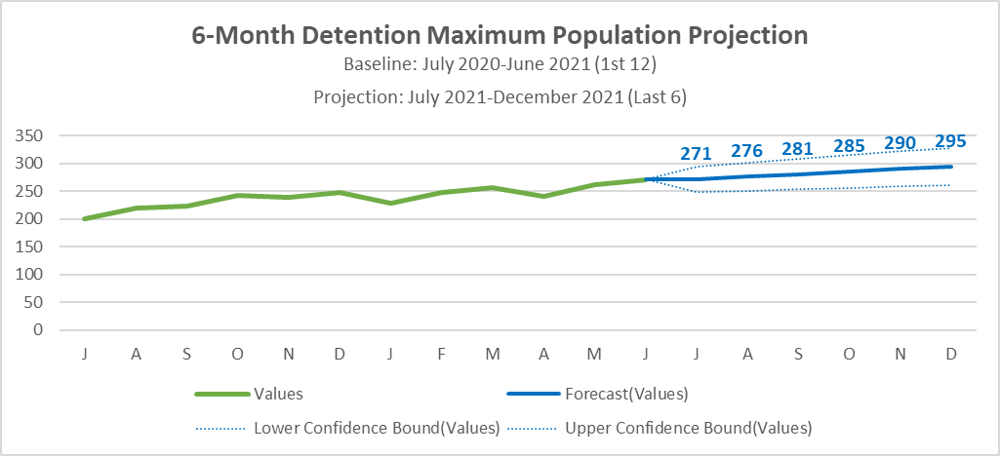 6-Month Detention Maximum Population Projection
Baseline: July 2020-June 2021 (1st 12)
Projection: July 2021-December 2021 (Last 6)
350
300
250
200
150
100
50
0
271 276 281 285 290 295
J A S O N D J F M A M J J A S O N D
Values Forecast(Values)
Lower Confidence Bound(Values) Upper Confidence Bound(Values)